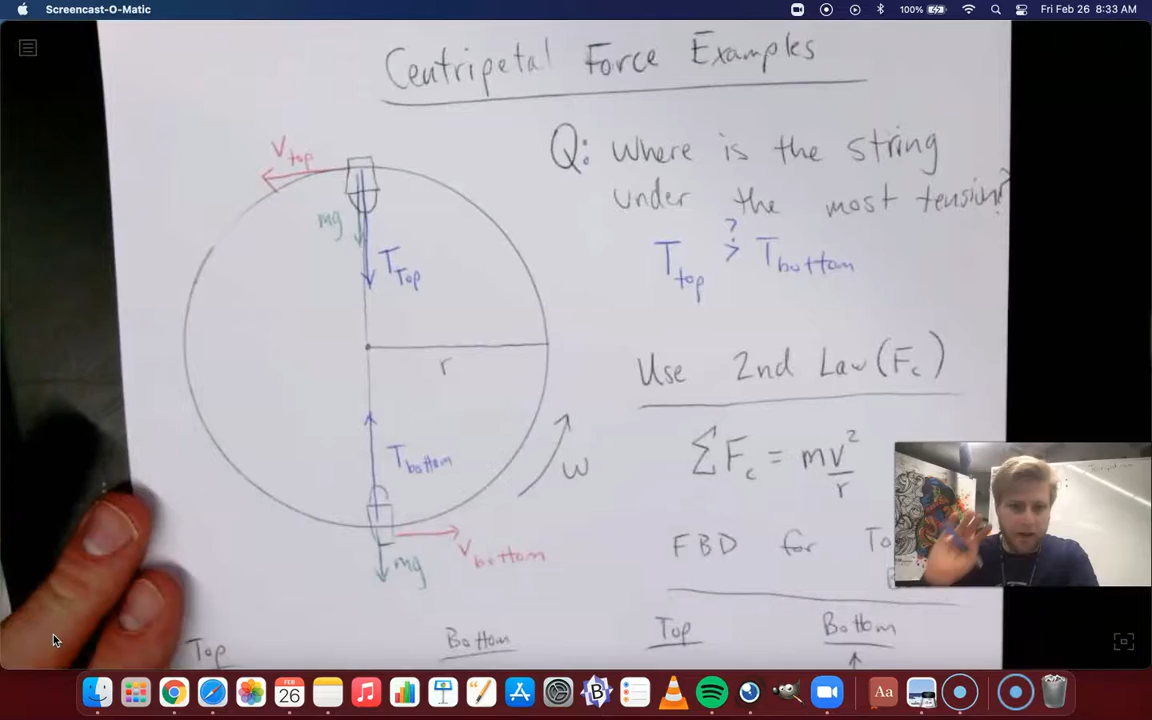 Screencast-O-Matic
100%
Fri Feb 26 8:33 AM
Centripetal Force Examples
Q: Where is the string
under the most tension?
T_top >? T_bottom
V_top
mg
T_Top
r
T_bottom
ω
mg
V_bottom
Use 2nd Law (F_c)
ΣF_c = mv²/r
FBD for
Top
Bottom
Top
Bottom
FEB
26
Aa